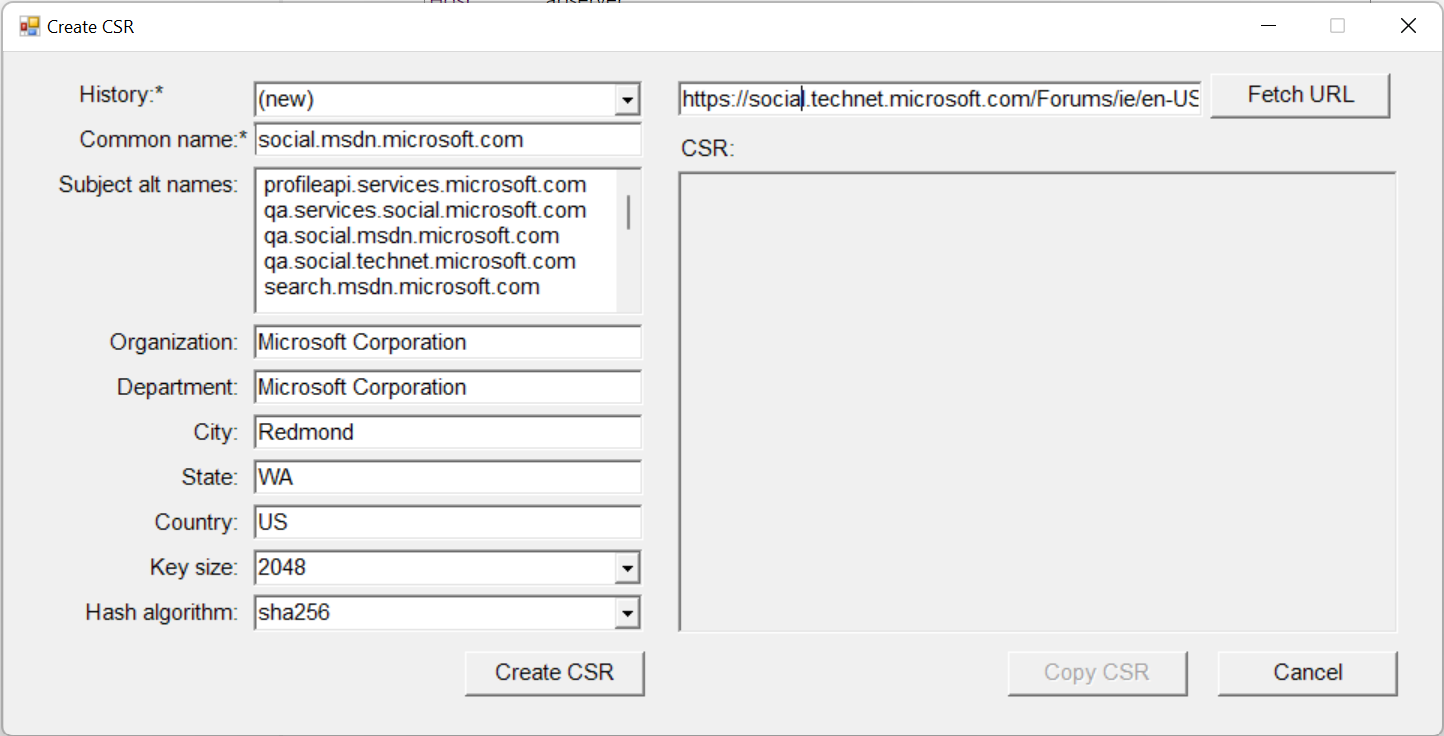 Create CSR
History:* (new)
https://social.technet.microsoft.com/Forums/ie/en-US
Fetch URL
Common name:* social.msdn.microsoft.com
CSR:
Subject alt names: profileapi.services.microsoft.com
qa.services.social.microsoft.com
qa.social.msdn.microsoft.com
qa.social.technet.microsoft.com
search.msdn.microsoft.com
Organization: Microsoft Corporation
Department: Microsoft Corporation
City: Redmond
State: WA
Country: US
Key size: 2048
Hash algorithm: sha256
Create CSR
Copy CSR
Cancel